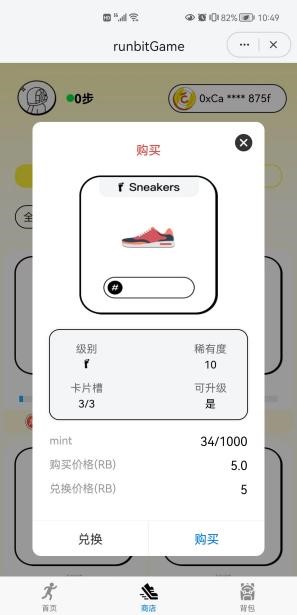 82% 10:49
runbitGame
0步
0xCa **** 875f
购买
Sneakers
#
级别 稀有度
10
卡片槽 可升级
3/3 是
mint 34/1000
购买价格(RB) 5.0
兑换价格(RB) 5
兑换 购买
首页 商店 背包